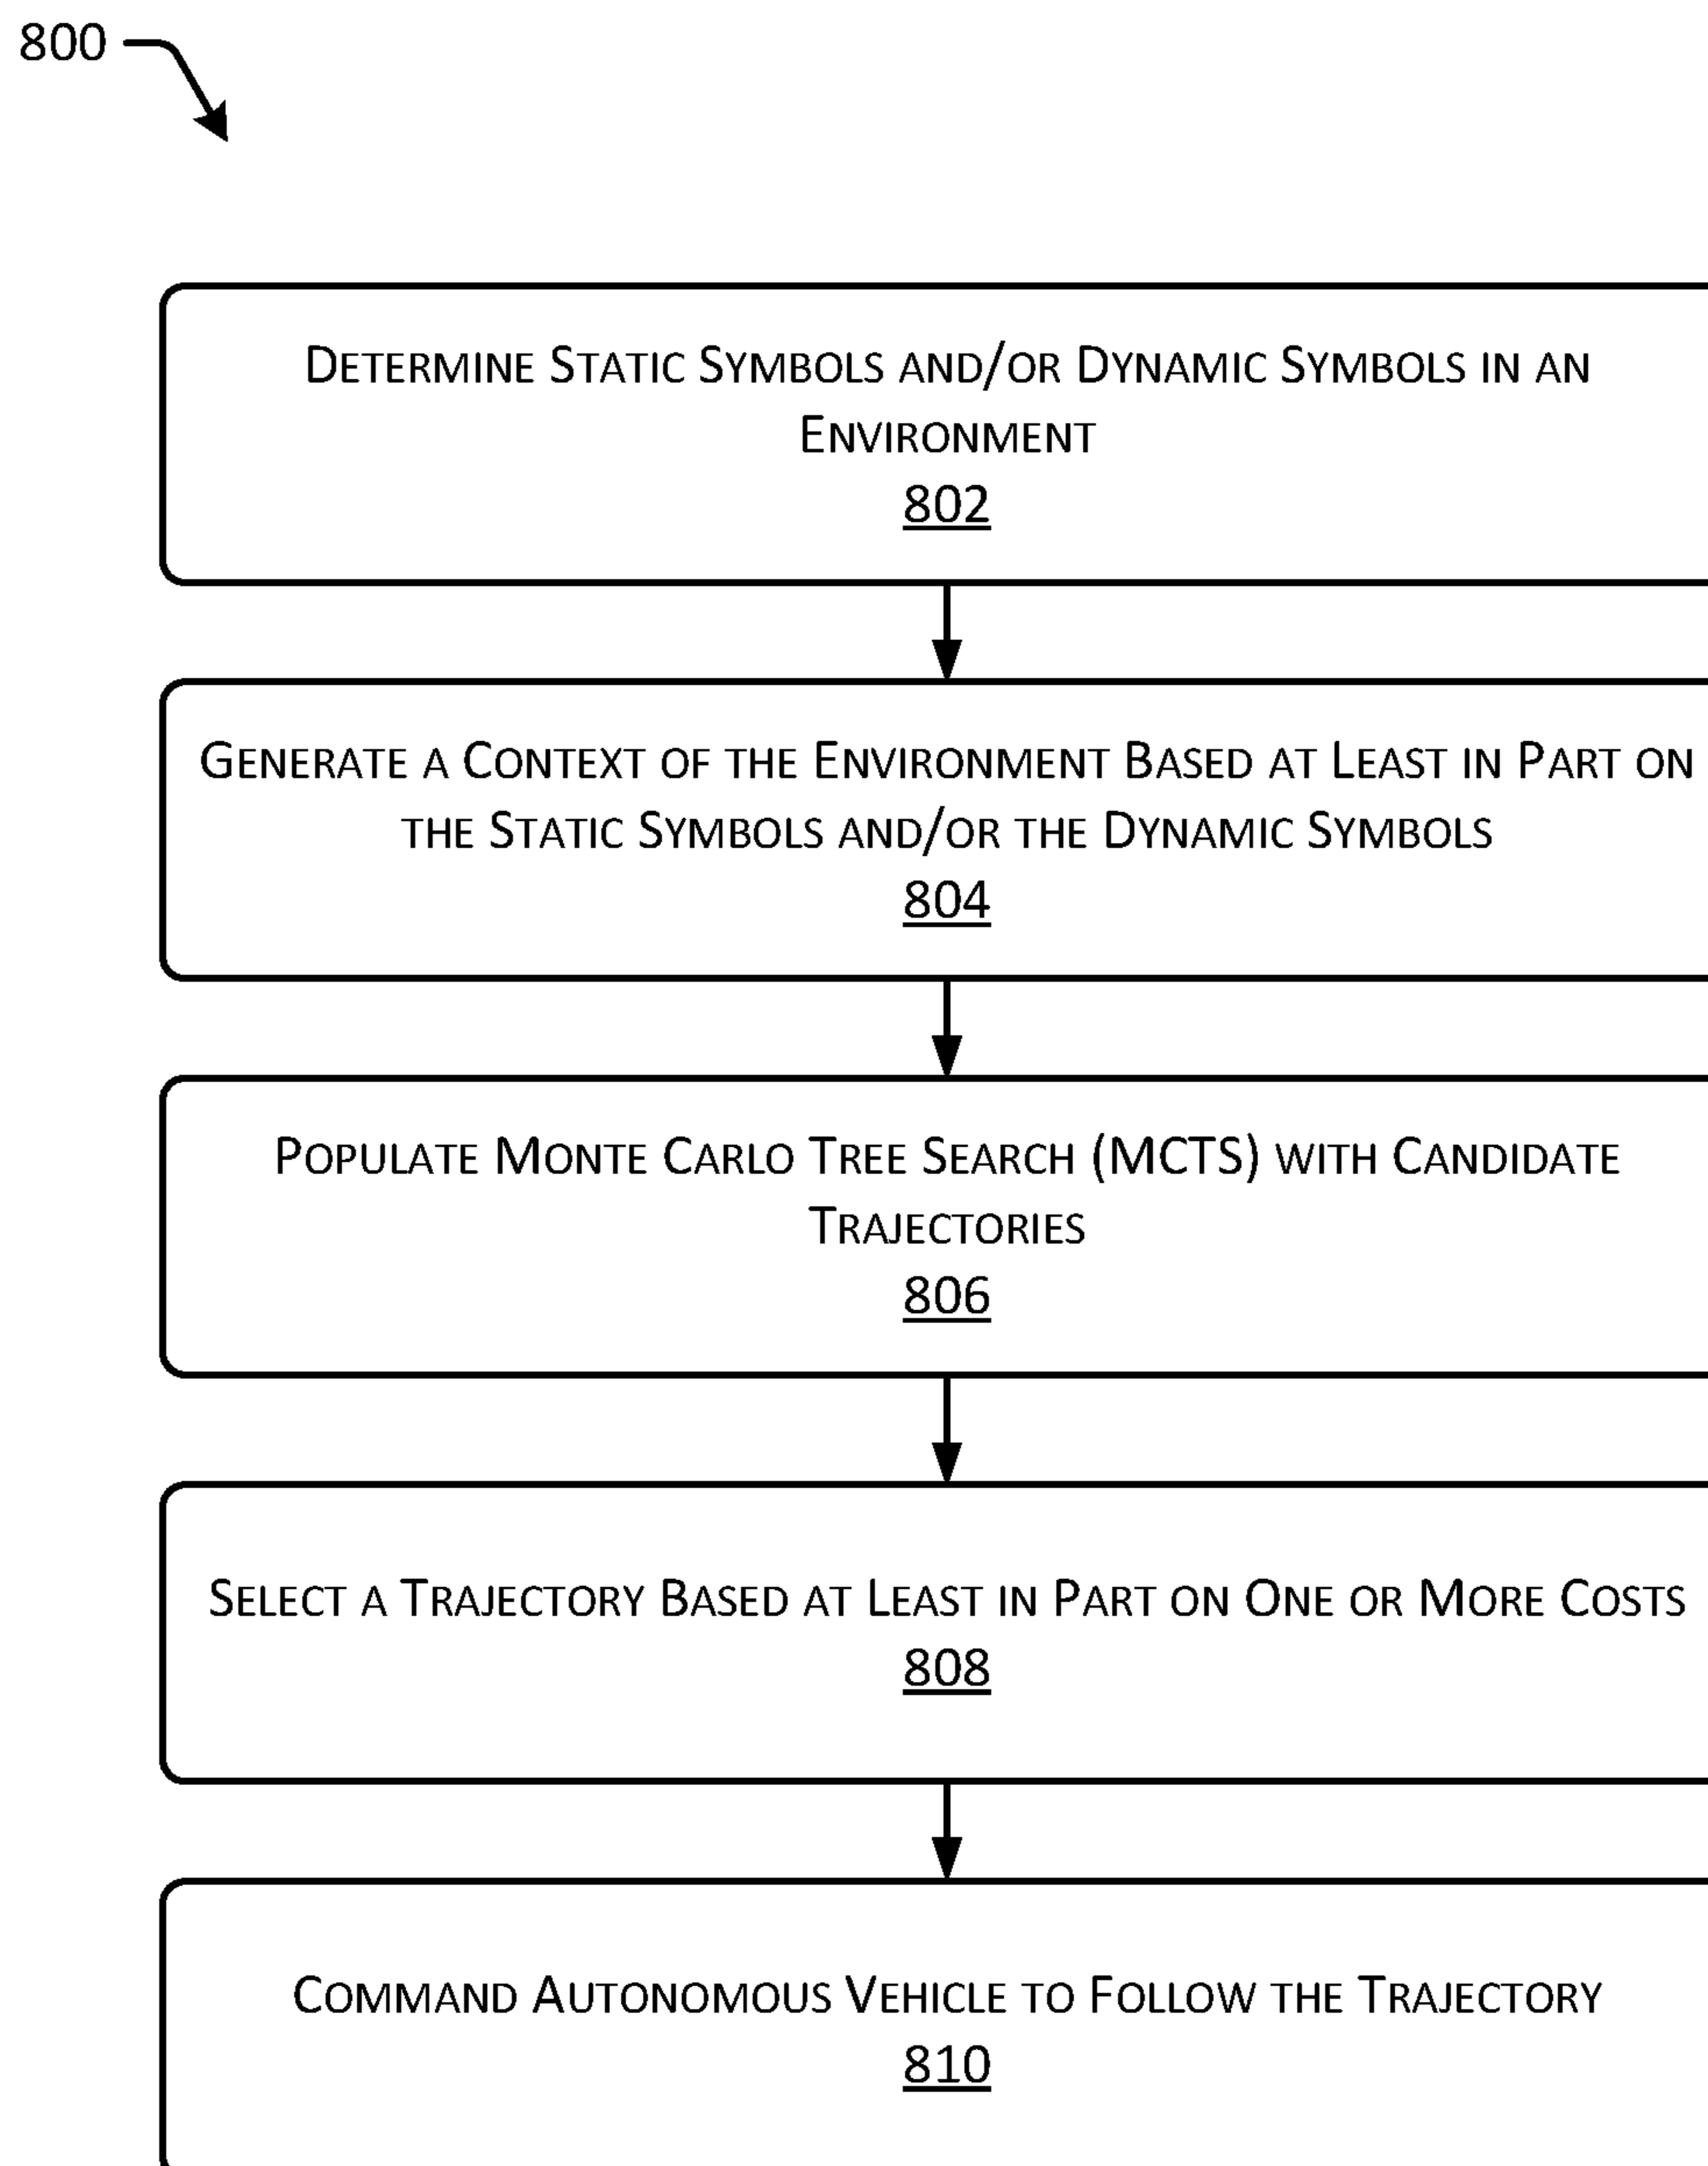 800
Determine Static Symbols and/or Dynamic Symbols in an
Environment
802
Generate a Context of the Environment Based at Least in Part on
the Static Symbols and/or the Dynamic Symbols
804
Populate Monte Carlo Tree Search (MCTS) with Candidate
Trajectories
806
Select a Trajectory Based at Least in Part on One or More Costs
808
Command Autonomous Vehicle to Follow the Trajectory
810